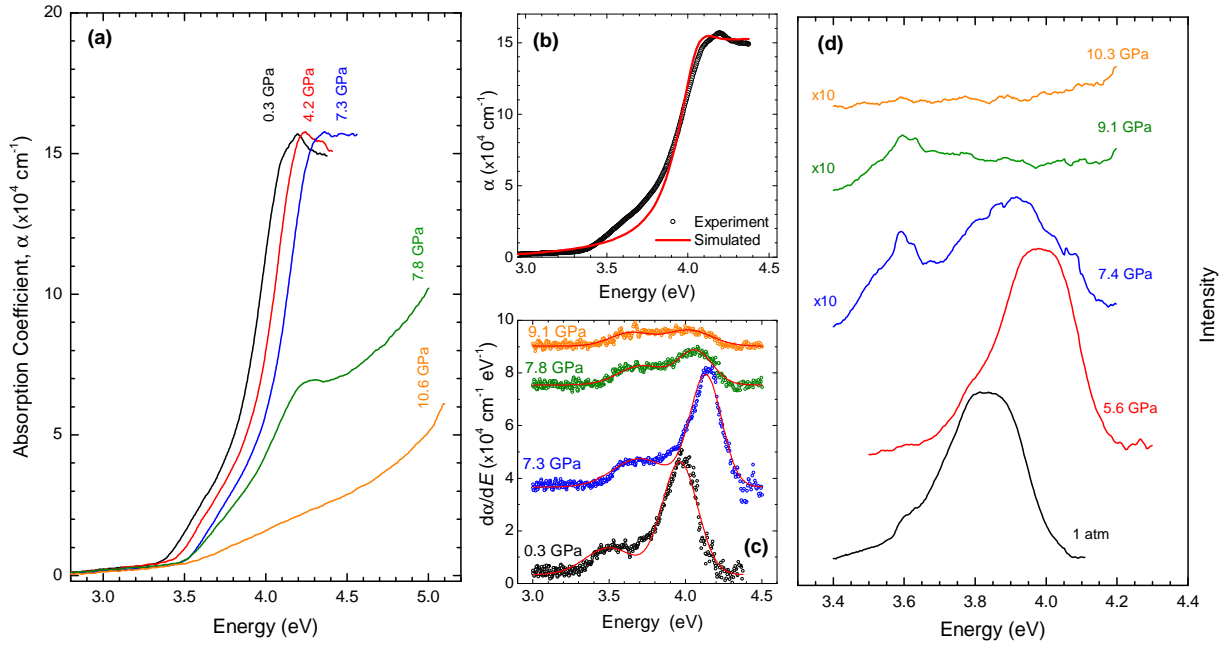 (a)
0.3 GPa
4.2 GPa
7.3 GPa
7.8 GPa
10.6 GPa
Absorption Coefficient, α (x10⁴ cm⁻¹)
20
15
10
5
0
3.0 3.5 4.0 4.5 5.0
Energy (eV)
(b)
α (x10⁴ cm⁻¹)
15
10
5
0
Experiment
Simulated
3.0 3.5 4.0 4.5
Energy (eV)
(c)
dα/dE (x10⁴ cm⁻¹ eV⁻¹)
10
8
6
4
2
0
9.1 GPa
7.8 GPa
7.3 GPa
0.3 GPa
3.0 3.5 4.0 4.5
Energy (eV)
(d)
10.3 GPa
x10
9.1 GPa
x10
7.4 GPa
x10
5.6 GPa
1 atm
Intensity
3.4 3.6 3.8 4.0 4.2 4.4
Energy (eV)